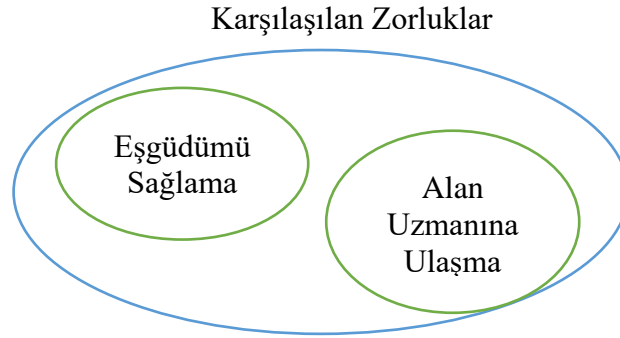 Karşılaşılan Zorluklar
Eşgüdümü
Sağlama
Alan
Uzmanına
Ulaşma